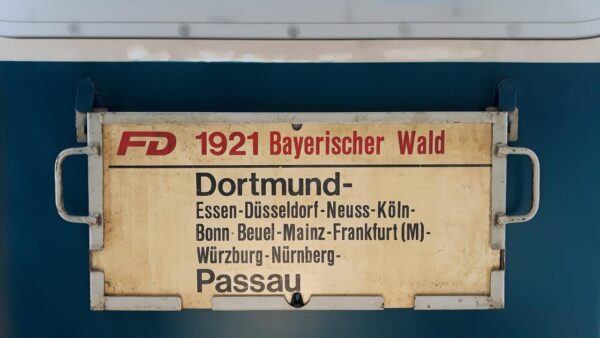 FD 1921 Bayerischer Wald
Dortmund-
Essen-Düsseldorf-Neuss-Köln-
Bonn-Beuel-Mainz-Frankfurt(M)-
Würzburg-Nürnberg-
Passau